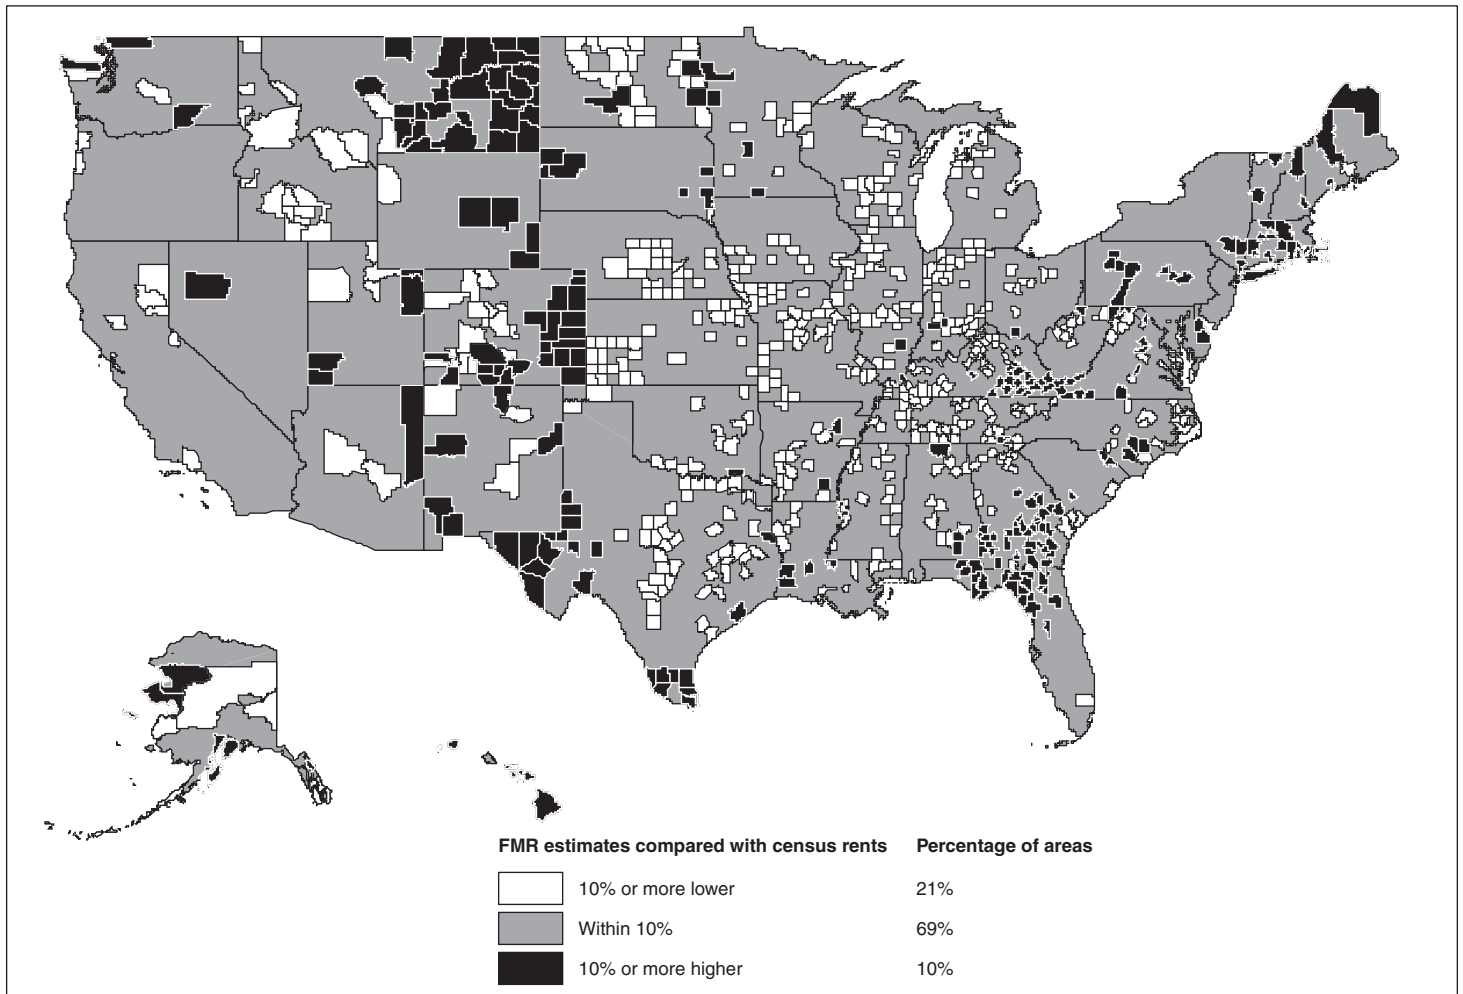 FMR estimates compared with census rents Percentage of areas
10% or more lower 21%
Within 10% 69%
10% or more higher 10%